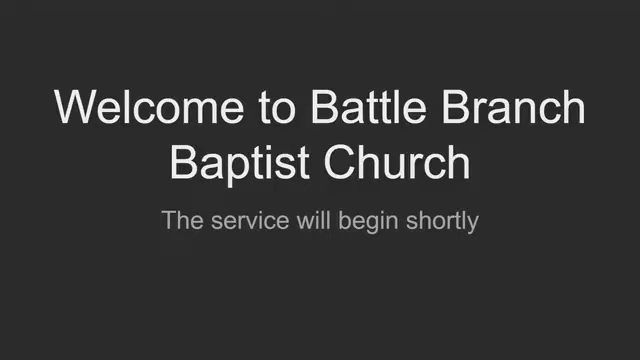 Welcome to Battle Branch
Baptist Church
The service will begin shortly